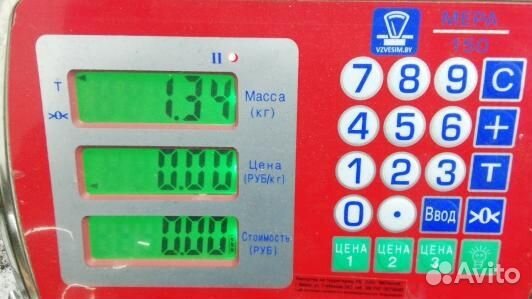 МЕРА
150
VZVESIM.BY
T
>0<
1.34
Масса
(кг)
0.00
Цена
(РУБ/кг)
0.00
Стоимость
(РУБ)
7 8 9 C
4 5 6 +
1 2 3 T
0 . Ввод >0<
ЦЕНА 1
ЦЕНА 2
ЦЕНА 3
Avito